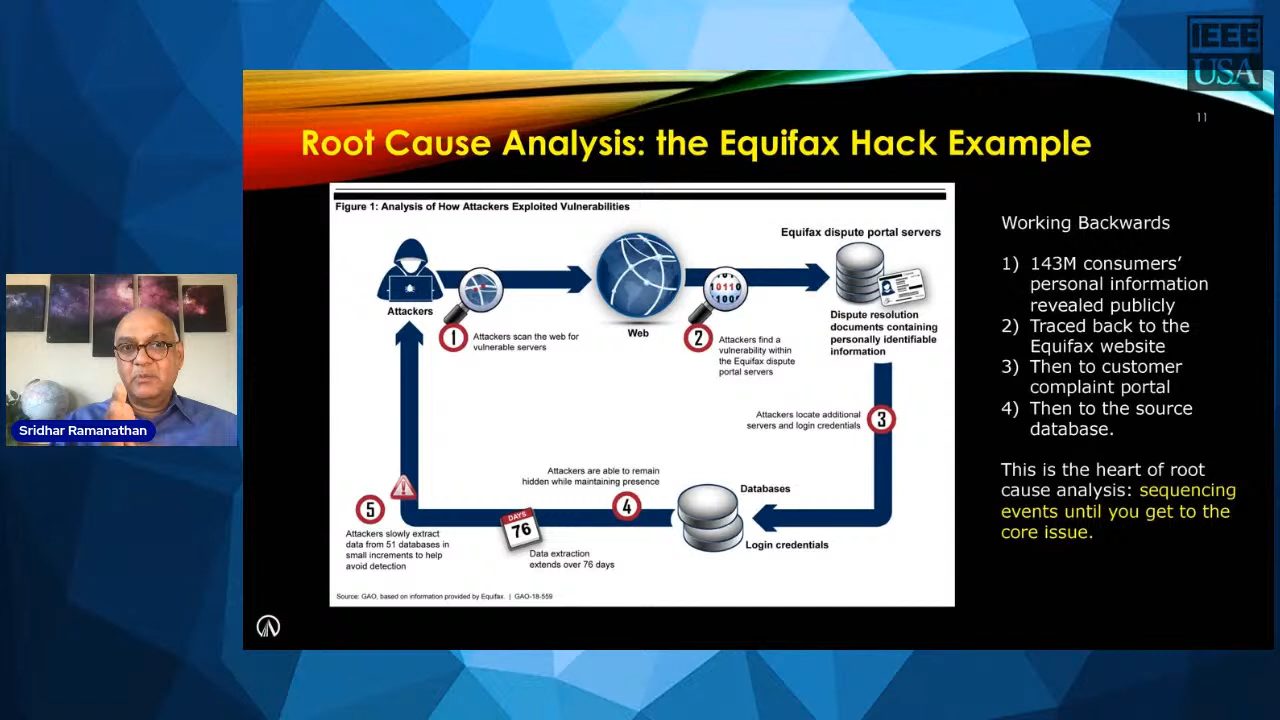 IEEE
USA
11
Root Cause Analysis: the Equifax Hack Example
Figure 1: Analysis of How Attackers Exploited Vulnerabilities
Equifax dispute portal servers
Attackers
Web
1
Attackers scan the web for
vulnerable servers
10110
100
2
Attackers find a
vulnerability within
the Equifax dispute
portal servers
Dispute resolution
documents containing
personally identifiable
information
Attackers locate additional
servers and login credentials
3
Attackers are able to remain
hidden while maintaining presence
4
Databases
Login credentials
DAYS
76
Data extraction
extends over 76 days
5
Attackers slowly extract
data from 51 databases in
small increments to help
avoid detection
Source: GAO, based on information provided by Equifax. | GAO-18-559
Working Backwards
1) 143M consumers’
personal information
revealed publicly
2) Traced back to the
Equifax website
3) Then to customer
complaint portal
4) Then to the source
database.
This is the heart of root
cause analysis: sequencing
events until you get to the
core issue.
Sridhar Ramanathan